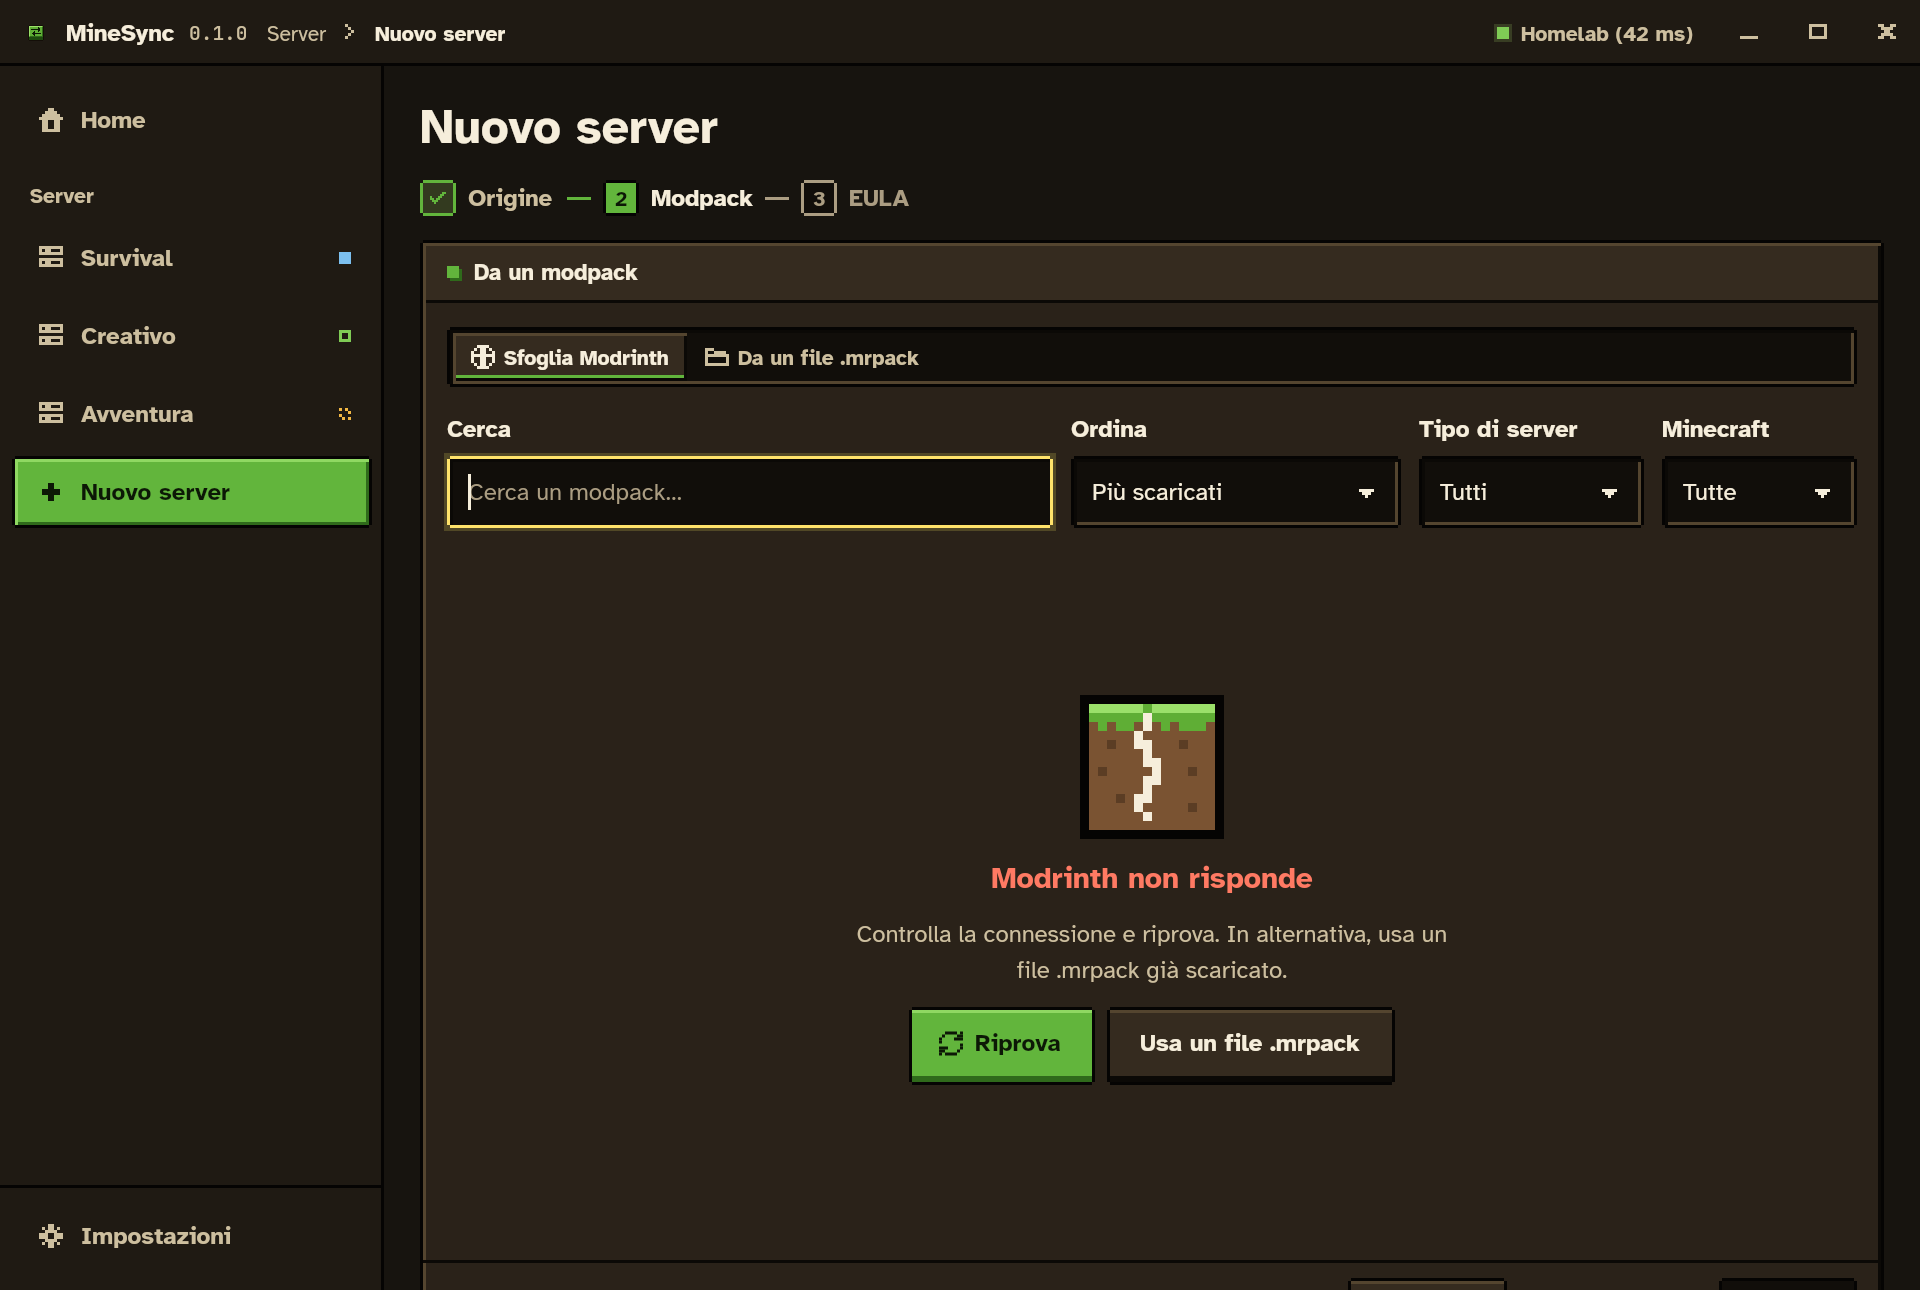 MineSync 0.1.0 Server Nuovo server
Homelab (42 ms)
Home
Server
Survival
Creativo
Avventura
Nuovo server
Impostazioni
Nuovo server
Origine
2 Modpack
3 EULA
Da un modpack
Sfoglia Modrinth
Da un file .mrpack
Cerca
Cerca un modpack...
Ordina
Più scaricati
Tipo di server
Tutti
Minecraft
Tutte
Modrinth non risponde
Controlla la connessione e riprova. In alternativa, usa un
file .mrpack già scaricato.
Riprova
Usa un file .mrpack